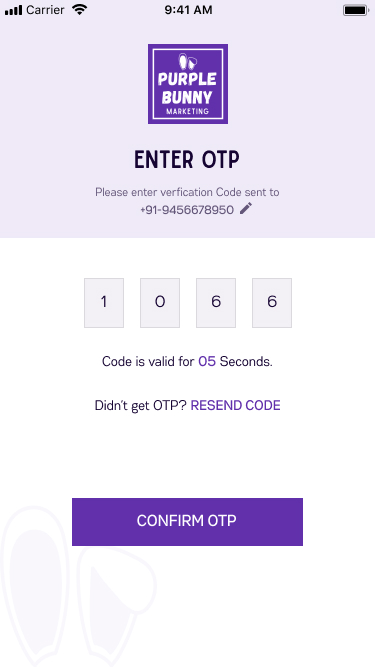 Carrier 9:41 AM
PURPLE
BUNNY
MARKETING
ENTER OTP
Please enter verfication Code sent to
+91-9456678950
1 0 6 6
Code is valid for 05 Seconds.
Didn't get OTP? RESEND CODE
CONFIRM OTP